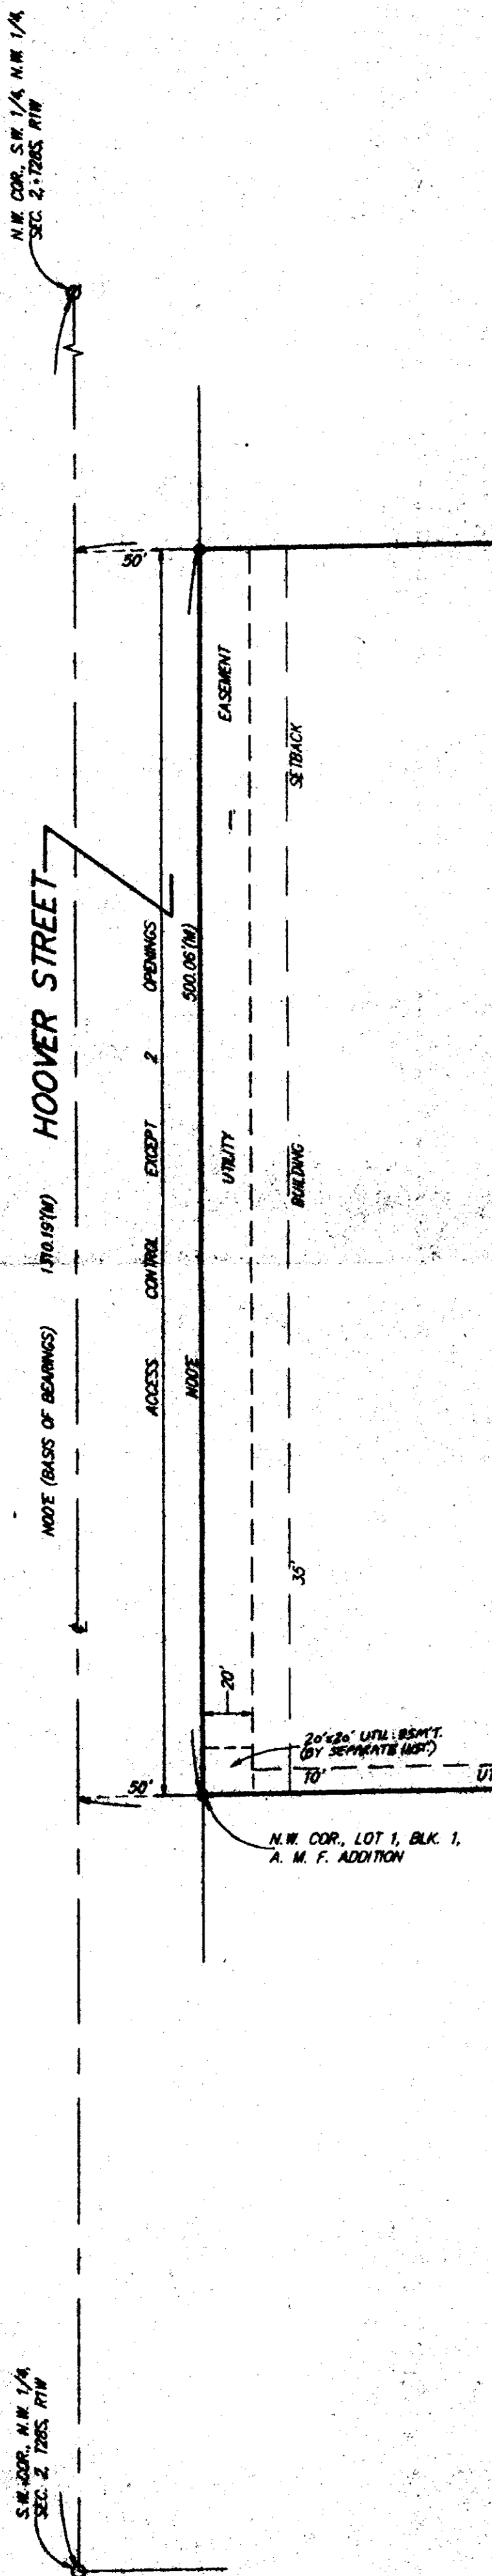 N.W. COR., S.W. 1/4, N.W. 1/4,
SEC. 2, T28S, R1W
50'
EASEMENT
SETBACK
HOOVER STREET
ACCESS CONTROL EXCEPT 2 OPENINGS
500.06'(M)
N00°E (BASIS OF BEARINGS)
UTILITY
BUILDING
N00°E
35'
20'
20'x20' UTIL. ESM'T.
(BY SEPARATE INST.)
10'
50'
N.W. COR., LOT 1, BLK. 1,
A. M. F. ADDITION
S.W. COR., N.W. 1/4,
SEC. 2, T28S, R1W